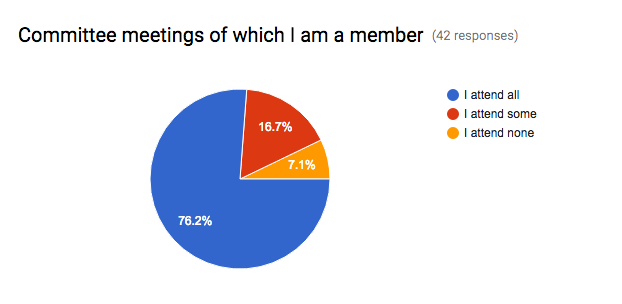 Committee meetings of which I am a member (42 responses)
I attend all
I attend some
I attend none
16.7%
7.1%
76.2%